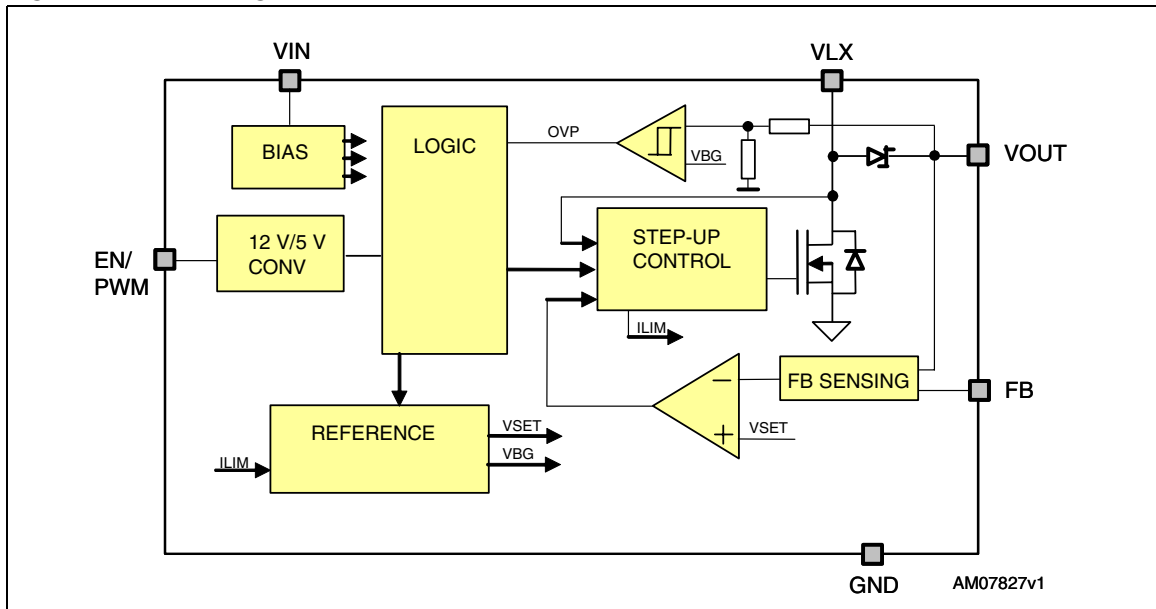 VIN
VLX
BIAS
LOGIC
OVP
VBG
VOUT
EN/
PWM
12 V/5 V
CONV
STEP-UP
CONTROL
ILIM
FB SENSING
FB
−
+
VSET
REFERENCE
VSET
VBG
ILIM
GND
AM07827v1